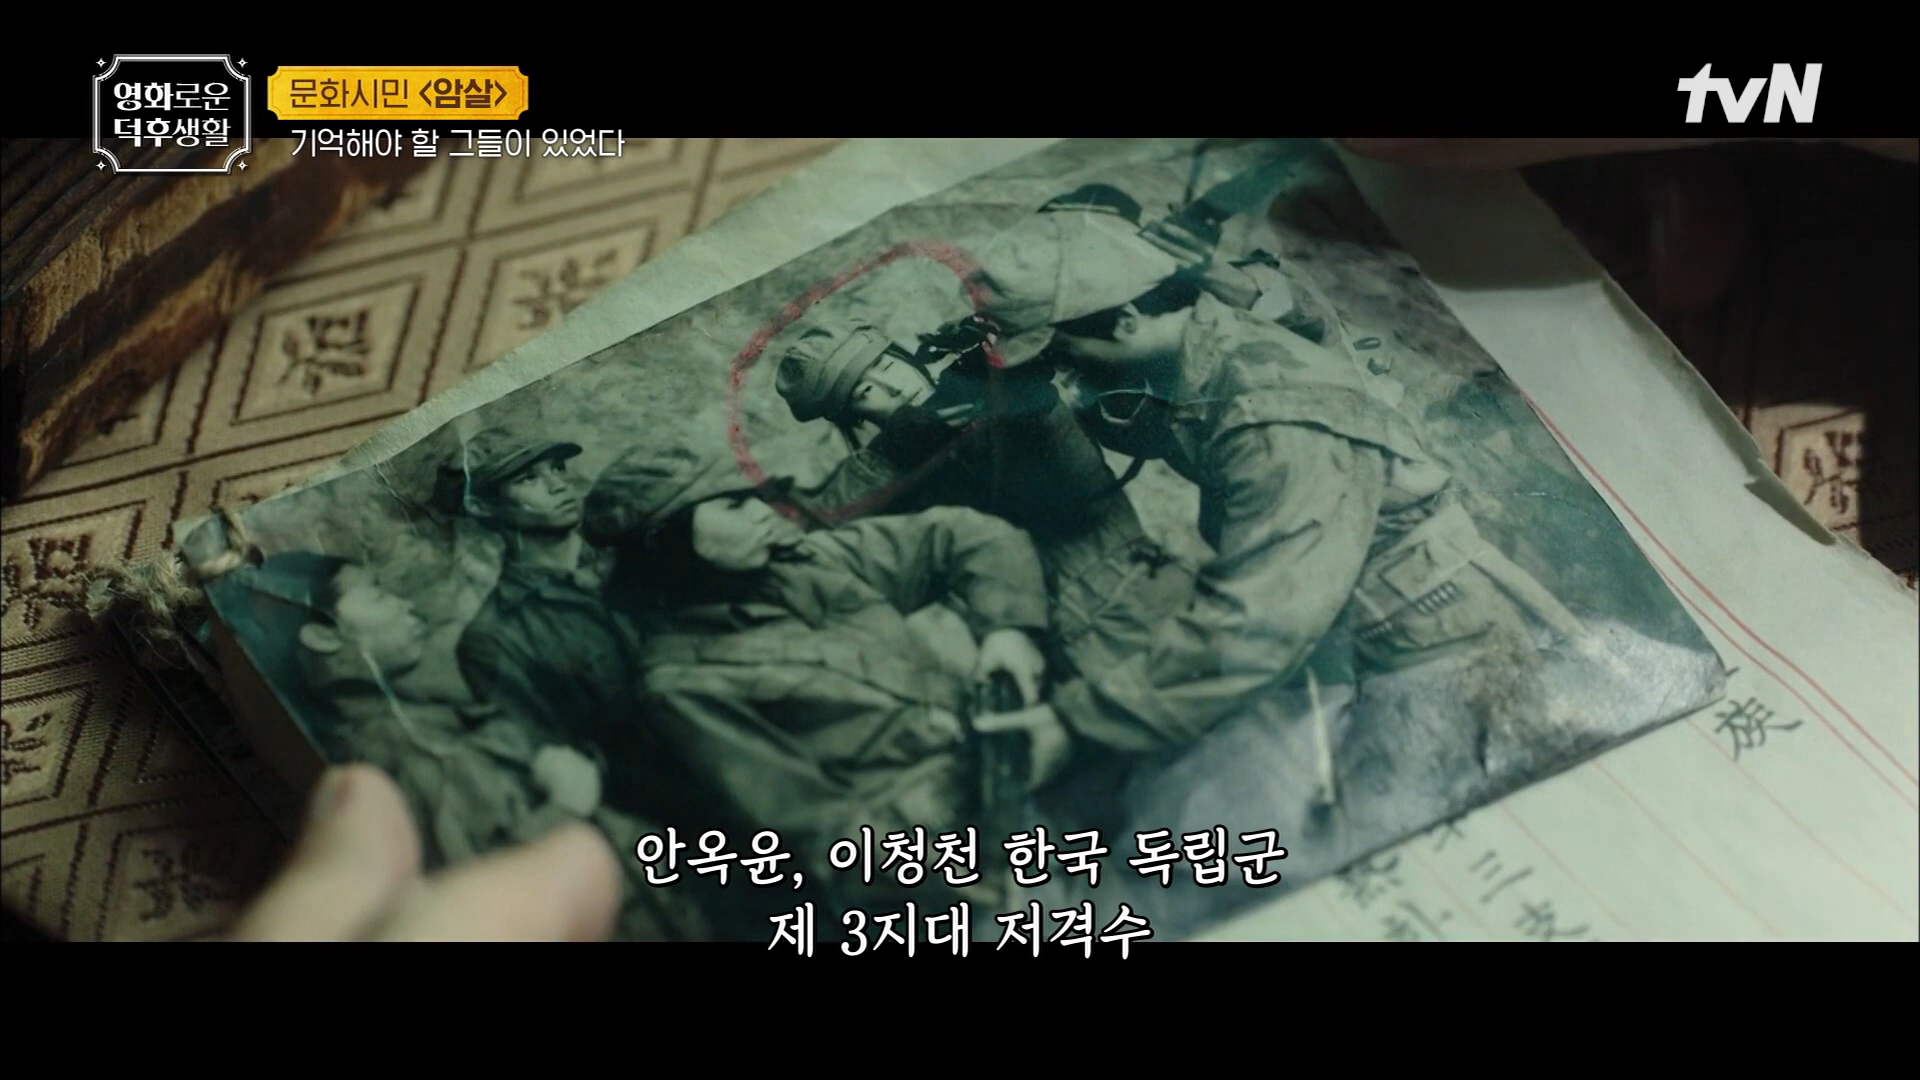 영화로운
덕후생활
문화시민 <암살>
기억해야 할 그들이 있었다
tvN
안옥윤, 이청천 한국 독립군
제 3지대 저격수
族
三